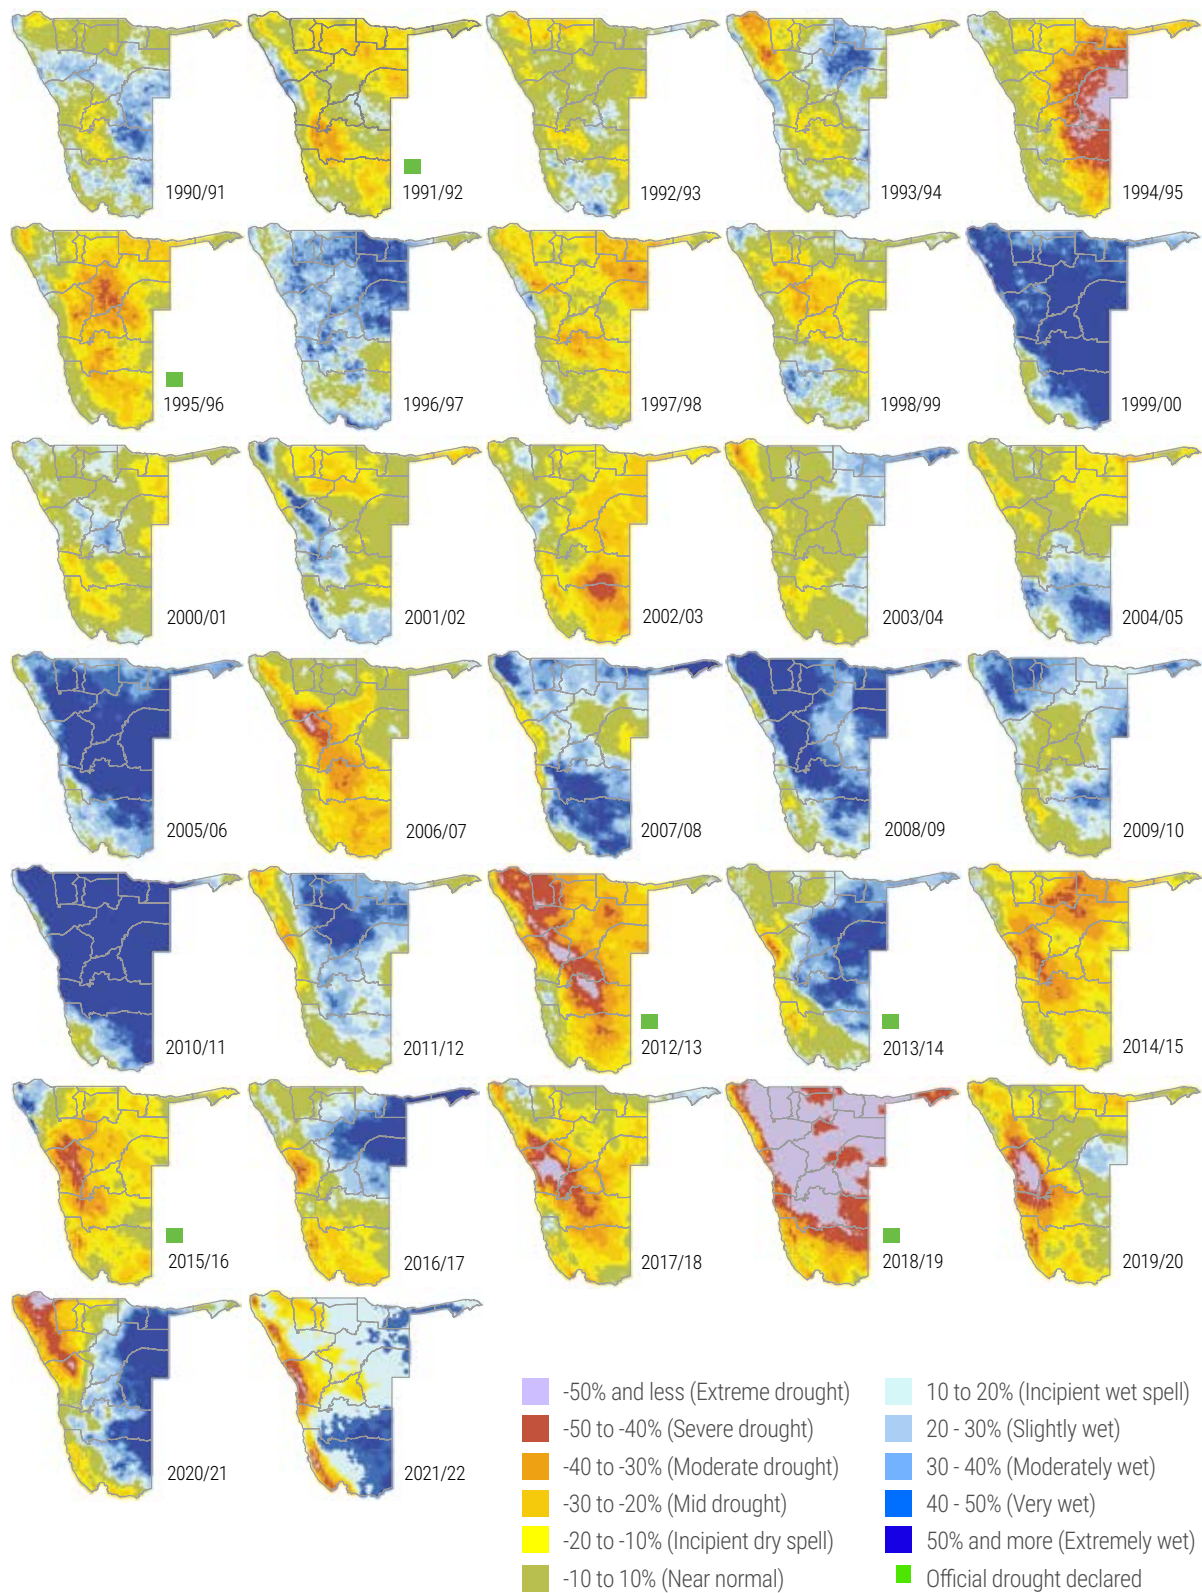 1990/91
1991/92
1992/93
1993/94
1994/95
1995/96
1996/97
1997/98
1998/99
1999/00
2000/01
2001/02
2002/03
2003/04
2004/05
2005/06
2006/07
2007/08
2008/09
2009/10
2010/11
2011/12
2012/13
2013/14
2014/15
2015/16
2016/17
2017/18
2018/19
2019/20
2020/21
2021/22
-50% and less (Extreme drought)
-50 to -40% (Severe drought)
-40 to -30% (Moderate drought)
-30 to -20% (Mid drought)
-20 to -10% (Incipient dry spell)
-10 to 10% (Near normal)
10 to 20% (Incipient wet spell)
20 - 30% (Slightly wet)
30 - 40% (Moderately wet)
40 - 50% (Very wet)
50% and more (Extremely wet)
Official drought declared